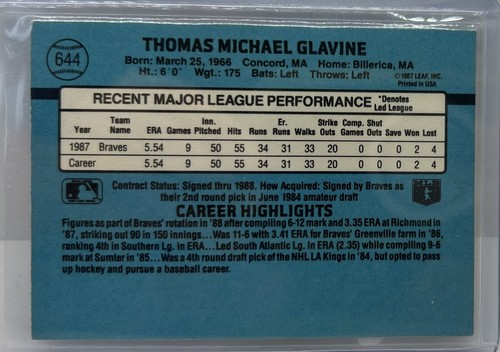 644
THOMAS MICHAEL GLAVINE
Born: March 25, 1966 Concord, MA Home: Billerica, MA
Ht.: 6´0˝ Wgt.: 175 Bats: Left Throws: Left
©1987 LEAF, INC.
Printed in USA
RECENT MAJOR LEAGUE PERFORMANCE *Denotes Led League
Year Team Name ERA Games Inn. Pitched Hits Runs Er. Runs Walks Strike Outs Comp. Games Shut Outs Save Won Lost
1987 Braves 5.54 9 50 55 34 31 33 20 0 0 0 2 4
Career 5.54 9 50 55 34 31 33 20 0 0 0 2 4
Contract Status: Signed thru 1988. How Acquired: Signed by Braves as
their 2nd round pick in June 1984 amateur draft
CAREER HIGHLIGHTS
Figures as part of Braves' rotation in '88 after compiling 6-12 mark and 3.35 ERA at Richmond in
'87, striking out 90 in 150 innings...Was 11-6 with 3.41 ERA for Braves' Greenville farm in '86,
ranking 4th in Southern Lg. in ERA...Led South Atlantic Lg. in ERA (2.35) while compiling 9-6
mark at Sumter in '85...Was a 4th round draft pick of the NHL LA Kings in '84, but opted to pass
up hockey and pursue a baseball career.